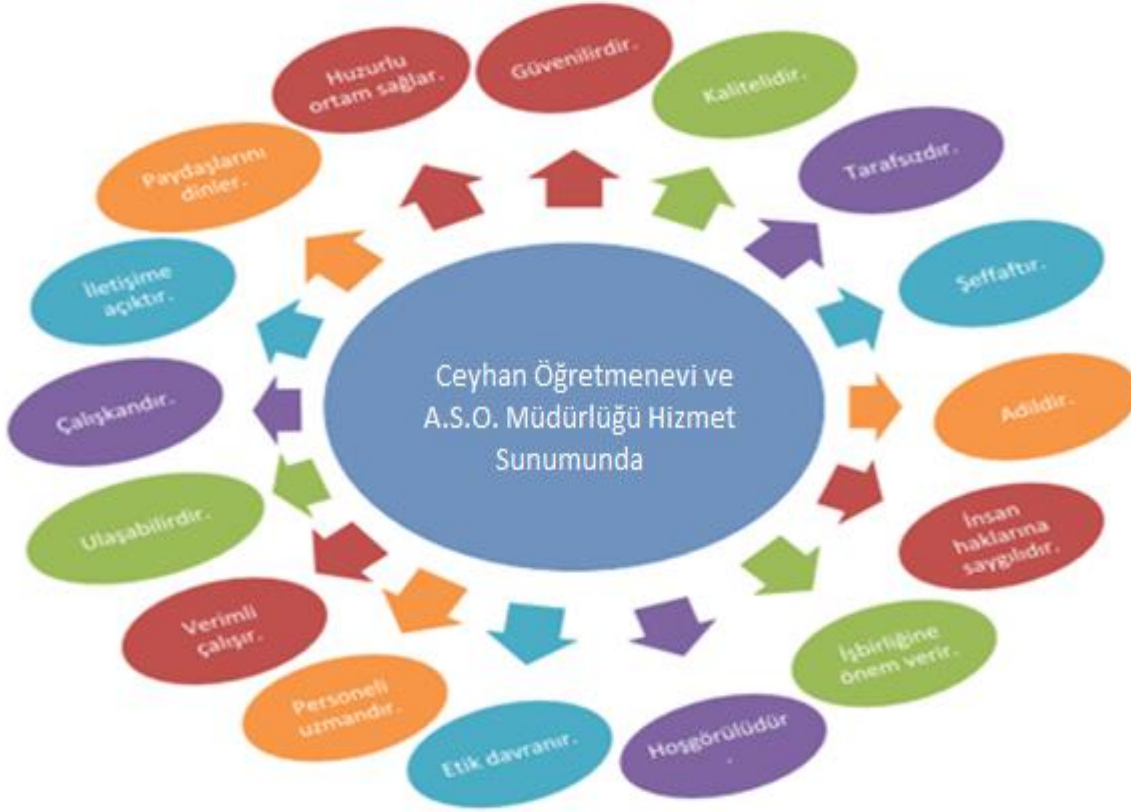 Güvenilirdir.
Kalitelidir.
Tarafsızdır.
Şeffaftır.
Adildir.
İnsan
haklarına
saygılıdır.
İşbirliğine
önem verir.
Hoşgörülüdür
.
Etik davranır.
Personeli
uzmandır.
Verimli
çalışır.
Ulaşabilirdir.
Çalışkandır.
İletişime
açıktır.
Paydaşlarını
dinler.
Huzurlu
ortam sağlar.
Ceyhan Öğretmenevi ve
A.S.O. Müdürlüğü Hizmet
Sunumunda